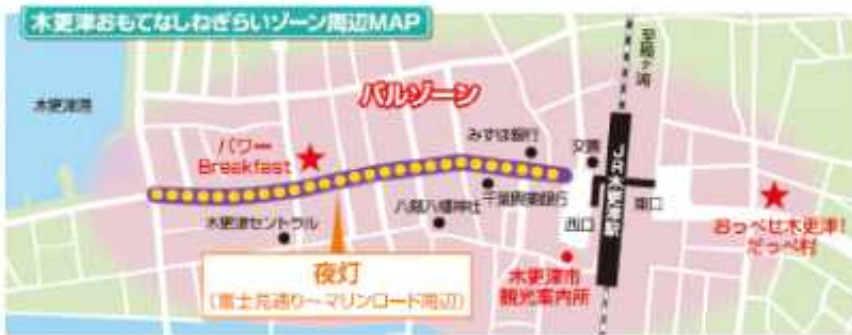 木更津おもてなしねぎらいゾーン周辺MAP
木更津港
バルゾーン
パワー
Breakfast
みずほ銀行
交番
至袖ケ浦
JR木更津駅
千葉興業銀行
八剱八幡神社
木更津セントラル
西口
東口
おっぺせ木更津!
だっぺ村
木更津市
観光案内所
夜灯
(富士見通り〜マリンロード周辺)